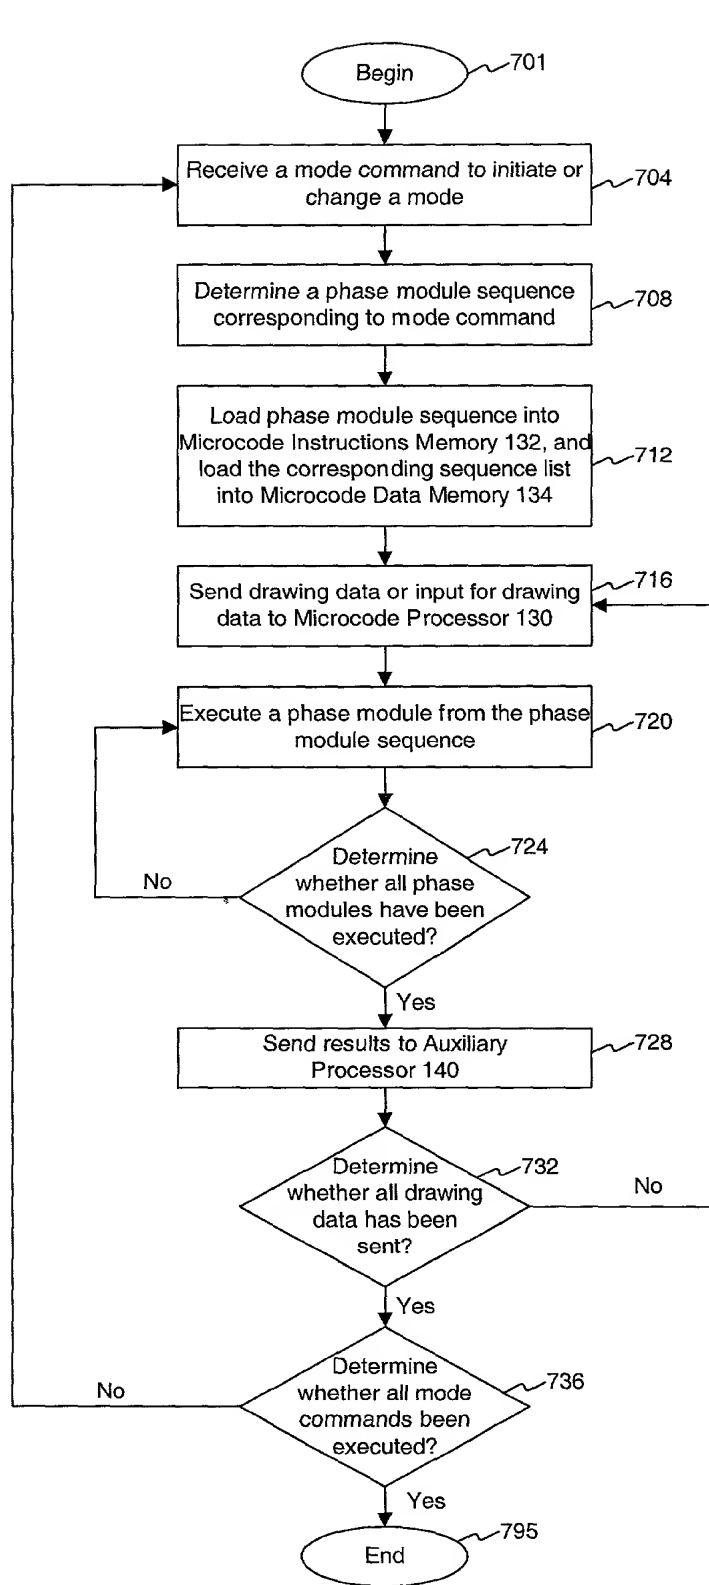 Begin
701
Receive a mode command to initiate or
change a mode
704
Determine a phase module sequence
corresponding to mode command
708
Load phase module sequence into
Microcode Instructions Memory 132, and
load the corresponding sequence list
into Microcode Data Memory 134
712
Send drawing data or input for drawing
data to Microcode Processor 130
716
Execute a phase module from the phase
module sequence
720
Determine
whether all phase
modules have been
executed?
724
No
Yes
Send results to Auxiliary
Processor 140
728
Determine
whether all drawing
data has been
sent?
732
No
Yes
Determine
whether all mode
commands been
executed?
736
No
Yes
End
795